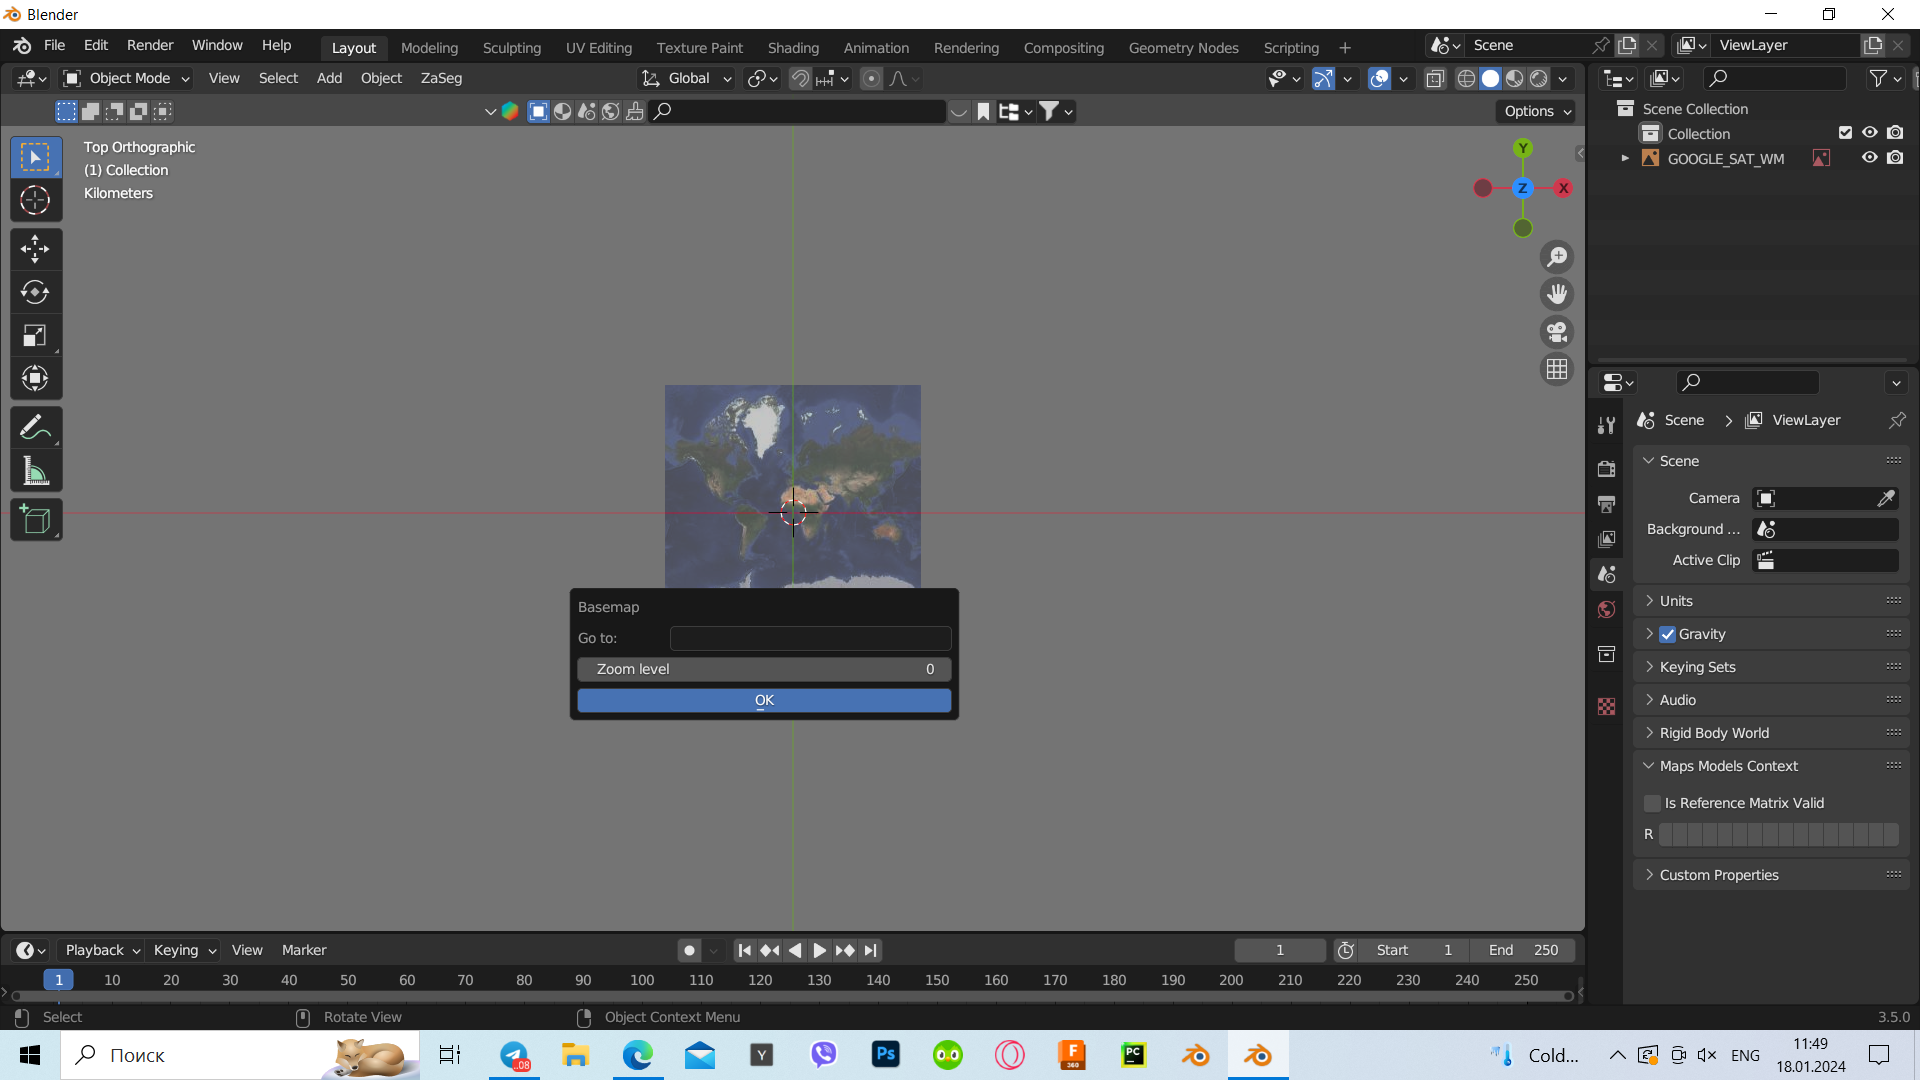 Blender
File Edit Render Window Help
Layout Modeling Sculpting UV Editing Texture Paint Shading Animation Rendering Compositing Geometry Nodes Scripting +
Scene
ViewLayer
Object Mode View Select Add Object ZaSeg
Global
Options
Top Orthographic
(1) Collection
Kilometers
Y
Z
X
Scene Collection
Collection
GOOGLE_SAT_WM
Basemap
Go to:
Zoom level 0
OK
Scene > ViewLayer
Scene
Camera
Background ...
Active Clip
Units
Gravity
Keying Sets
Audio
Rigid Body World
Maps Models Context
Is Reference Matrix Valid
R
Custom Properties
Playback Keying View Marker
1 Start 1 End 250
1 10 20 30 40 50 60 70 80 90 100 110 120 130 140 150 160 170 180 190 200 210 220 230 240 250
Select Rotate View Object Context Menu 3.5.0
Поиск
..08
Y
Ps
F
360
PC
Cold...
ENG
11:49
18.01.2024